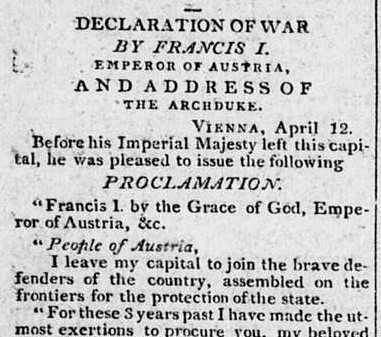 DECLARATION OF WAR
BY FRANCIS I.
EMPEROR OF AUSTRIA,
AND ADDRESS OF
THE ARCHDUKE.
VIENNA, April 12.
Before his Imperial Majesty left this capi-
tal, he was pleased to issue the following
PROCLAMATION.
"Francis I. by the Grace of God, Empe-
ror of Austria, &c.
"People of Austria,
I leave my capital to join the brave de-
fenders of the country, assembled on the
frontiers for the protection of the state.
"For these 3 years past I have made the ut-
most exertions to procure you, my beloved